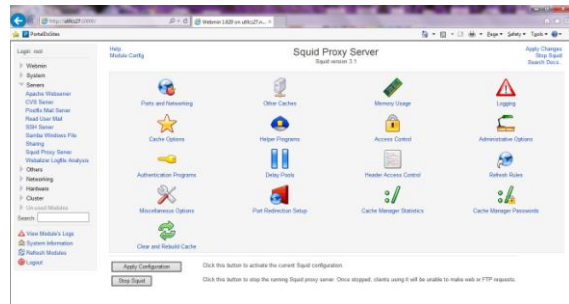 Webmin 1.620 on
PortalDoSites
Page Safety Tools
Login: root
Webmin
System
Servers
Apache Webserver
CVS Server
Postfix Mail Server
Read User Mail
SSH Server
Samba Windows File
Sharing
Squid Proxy Server
Webalizer Logfile Analysis
Others
Networking
Hardware
Cluster
Un-used Modules
Search:
View Module's Logs
System Information
Refresh Modules
Logout
Help
Module Config
Squid Proxy Server
Squid version 3.1
Apply Changes
Stop Squid
Search Docs..
Ports and Networking
Other Caches
Memory Usage
Logging
Cache Options
Helper Programs
Access Control
Administrative Options
Authentication Programs
Delay Pools
Header Access Control
Refresh Rules
Miscellaneous Options
Port Redirection Setup
Cache Manager Statistics
Cache Manager Passwords
Clear and Rebuild Cache
Apply Configuration
Click this button to activate the current Squid configuration.
Stop Squid
Click this button to stop the running Squid proxy server. Once stopped, clients using it will be unable to make web or FTP requests.